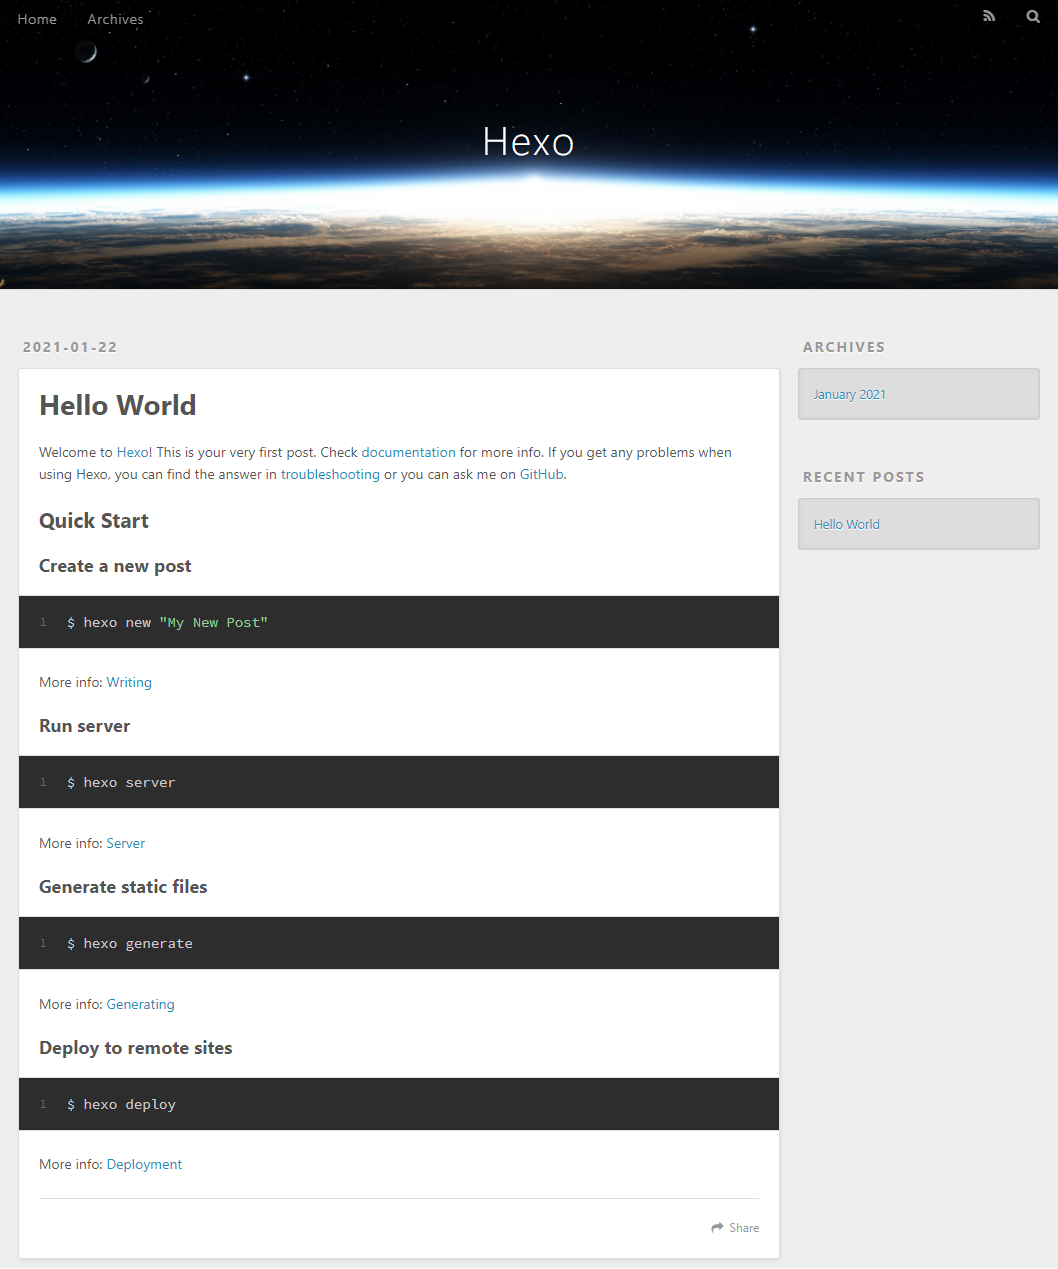 Home Archives
Hexo
2021-01-22
Hello World
Welcome to Hexo! This is your very first post. Check documentation for more info. If you get any problems when
using Hexo, you can find the answer in troubleshooting or you can ask me on GitHub.
Quick Start
Create a new post
1 $ hexo new "My New Post"
More info: Writing
Run server
1 $ hexo server
More info: Server
Generate static files
1 $ hexo generate
More info: Generating
Deploy to remote sites
1 $ hexo deploy
More info: Deployment
Share
ARCHIVES
January 2021
RECENT POSTS
Hello World